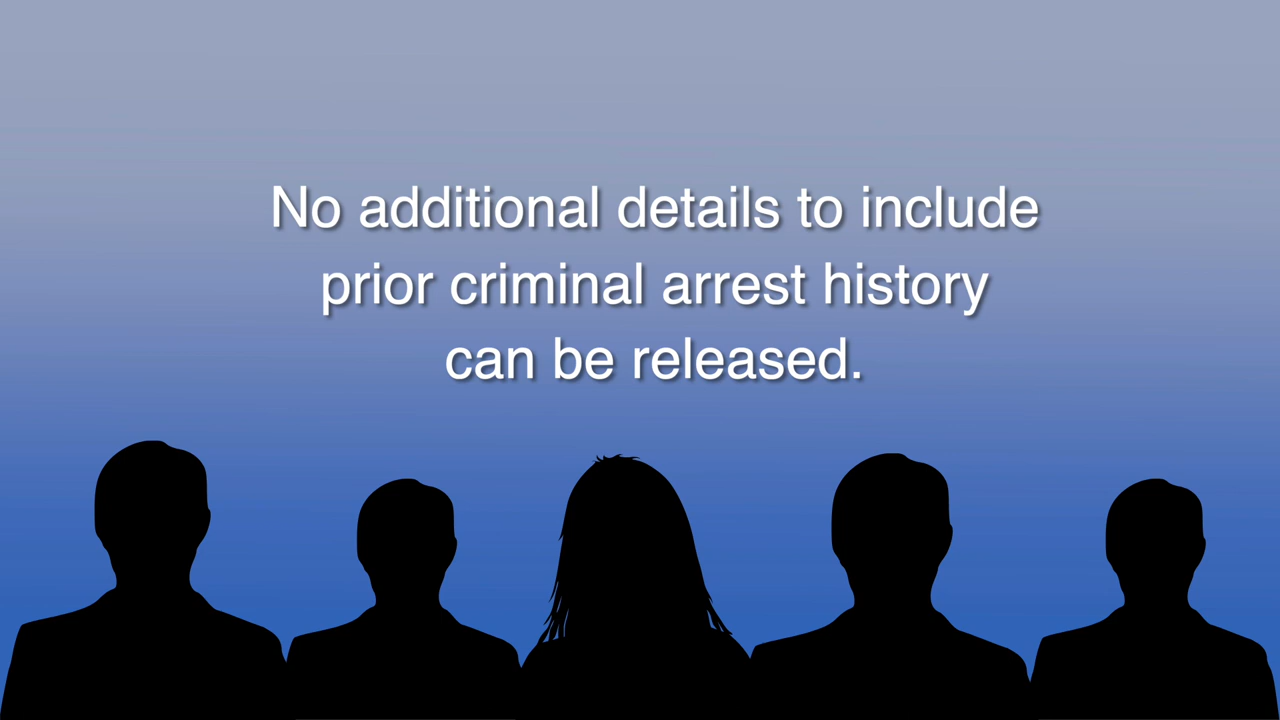 No additional details to include
prior criminal arrest history
can be released.